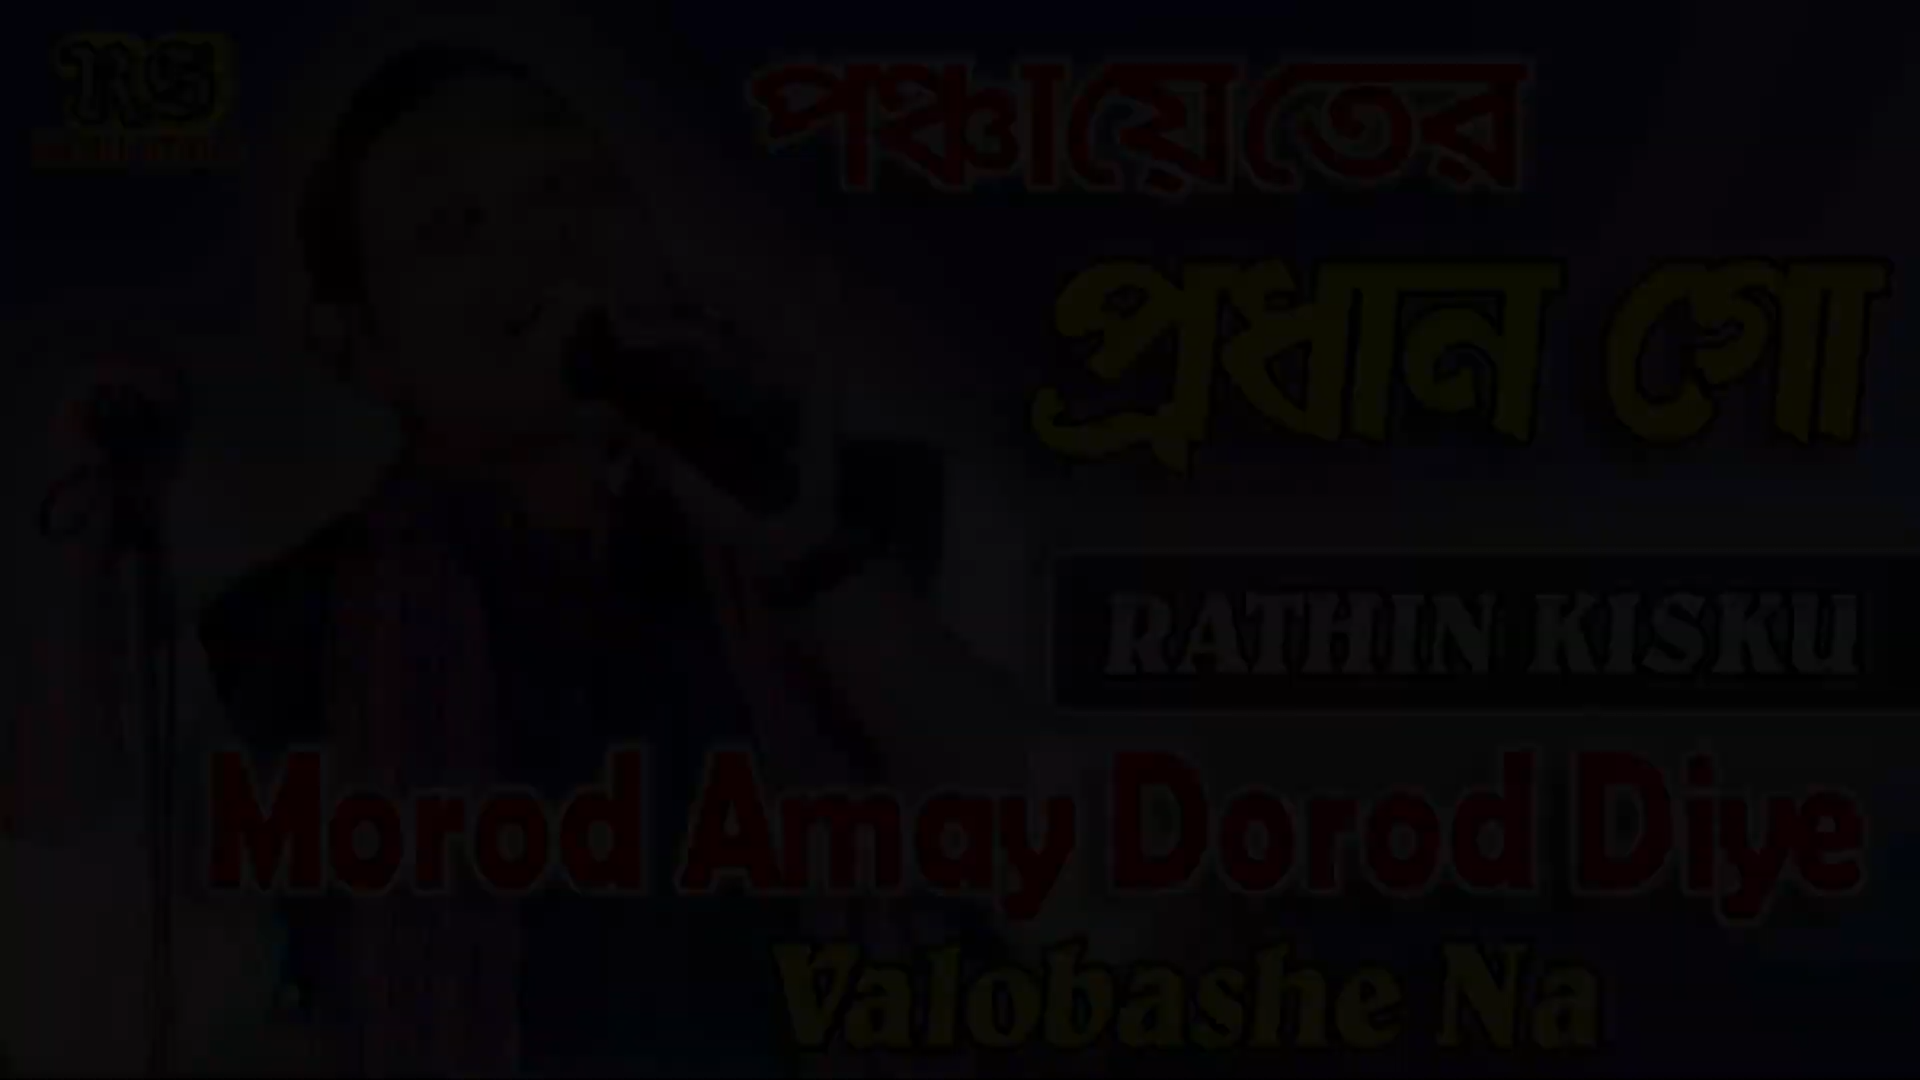 RS
পঞ্চায়েতের
প্রধান গো
RATHIN KISKU
Morod Amay Dorod Diye
Valobashe Na